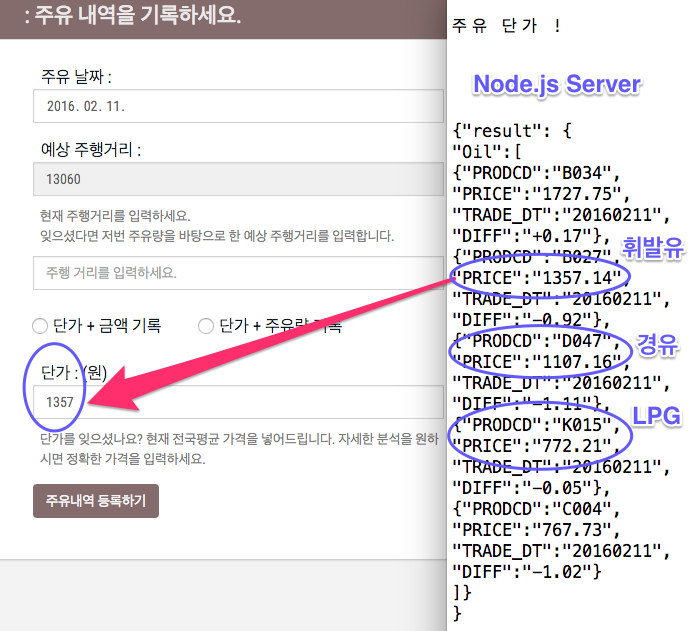 : 주유 내역을 기록하세요.
주유 날짜 :
2016. 02. 11.
예상 주행거리 :
13060
현재 주행거리를 입력하세요.
잊으셨다면 저번 주유량을 바탕으로 한 예상 주행거리를 입력합니다.
주행 거리를 입력하세요.
단가 + 금액 기록
단가 + 주유량 기록
단가 : (원)
1357
단가를 잊으셨나요? 현재 전국평균 가격을 넣어드립니다. 자세한 분석을 원하
시면 정확한 가격을 입력하세요.
주유내역 등록하기
주유 단가 !
Node.js Server
{"result": {
"Oil":[
{"PRODCD":"B034",
"PRICE":"1727.75",
"TRADE_DT":"20160211",
"DIFF":"+0.17"},
{"PRODCD":"B027",
휘발유
"PRICE":"1357.14",
"TRADE_DT":"20160211",
"DIFF":"-0.92"},
{"PRODCD":"D047",
경유
"PRICE":"1107.16",
"TRADE_DT":"20160211",
"DIFF":"-1.11"},
LPG
{"PRODCD":"K015",
"PRICE":"772.21",
"TRADE_DT":"20160211",
"DIFF":"-0.05"},
{"PRODCD":"C004",
"PRICE":"767.73",
"TRADE_DT":"20160211",
"DIFF":"-1.02"}
]}
}